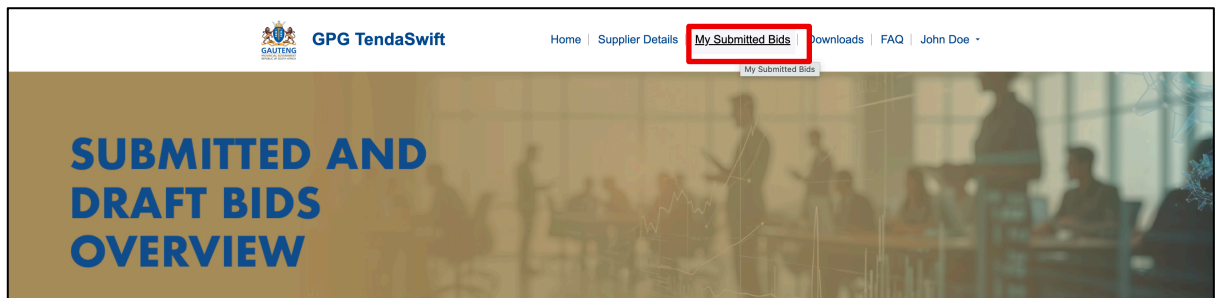 GPG TendaSwift
Home | Supplier Details | My Submitted Bids | Downloads | FAQ | John Doe
GAUTENG
My Submitted Bids
SUBMITTED AND
DRAFT BIDS
OVERVIEW